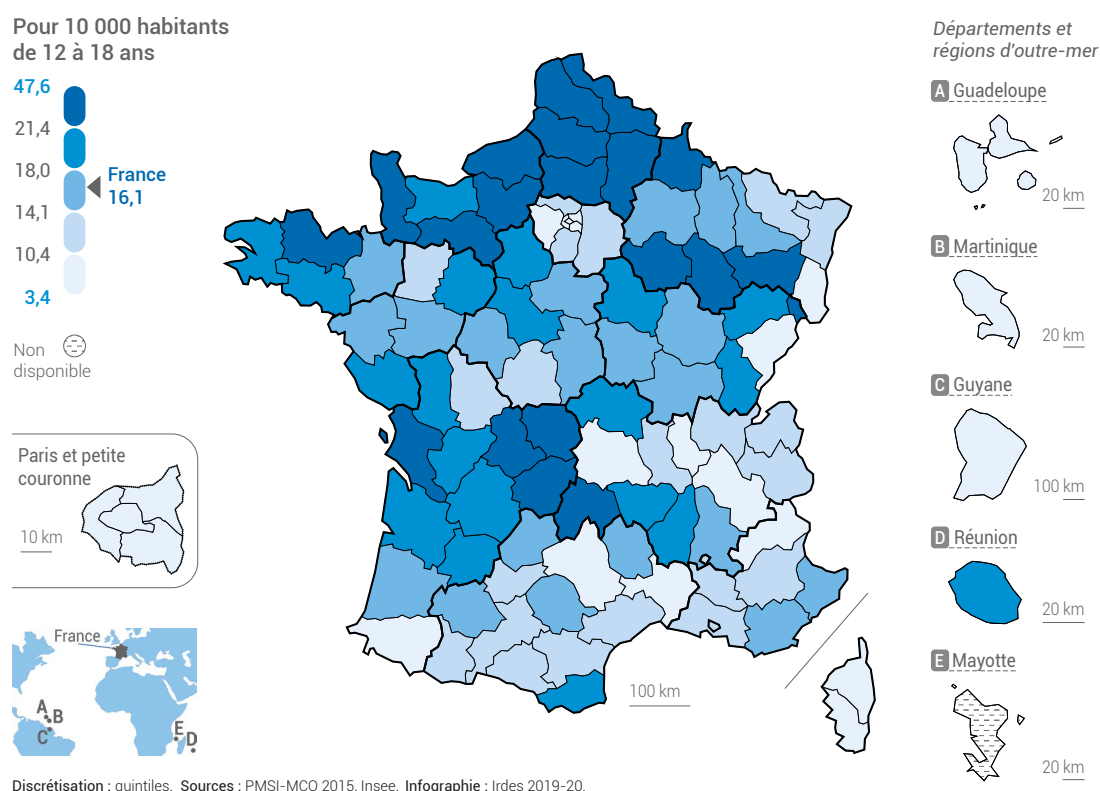 Pour 10 000 habitants
de 12 à 18 ans
47,6
21,4
18,0
France
16,1
14,1
10,4
3,4
Non
disponible
Paris et petite
couronne
10 km
France
A
B
C
E
D
100 km
Départements et
régions d'outre-mer
A Guadeloupe
20 km
B Martinique
20 km
C Guyane
100 km
D Réunion
20 km
E Mayotte
20 km
Discrétisation : quintiles. Sources : PMSI-MCO 2015, Insee. Infographie : Irdes 2019-20.